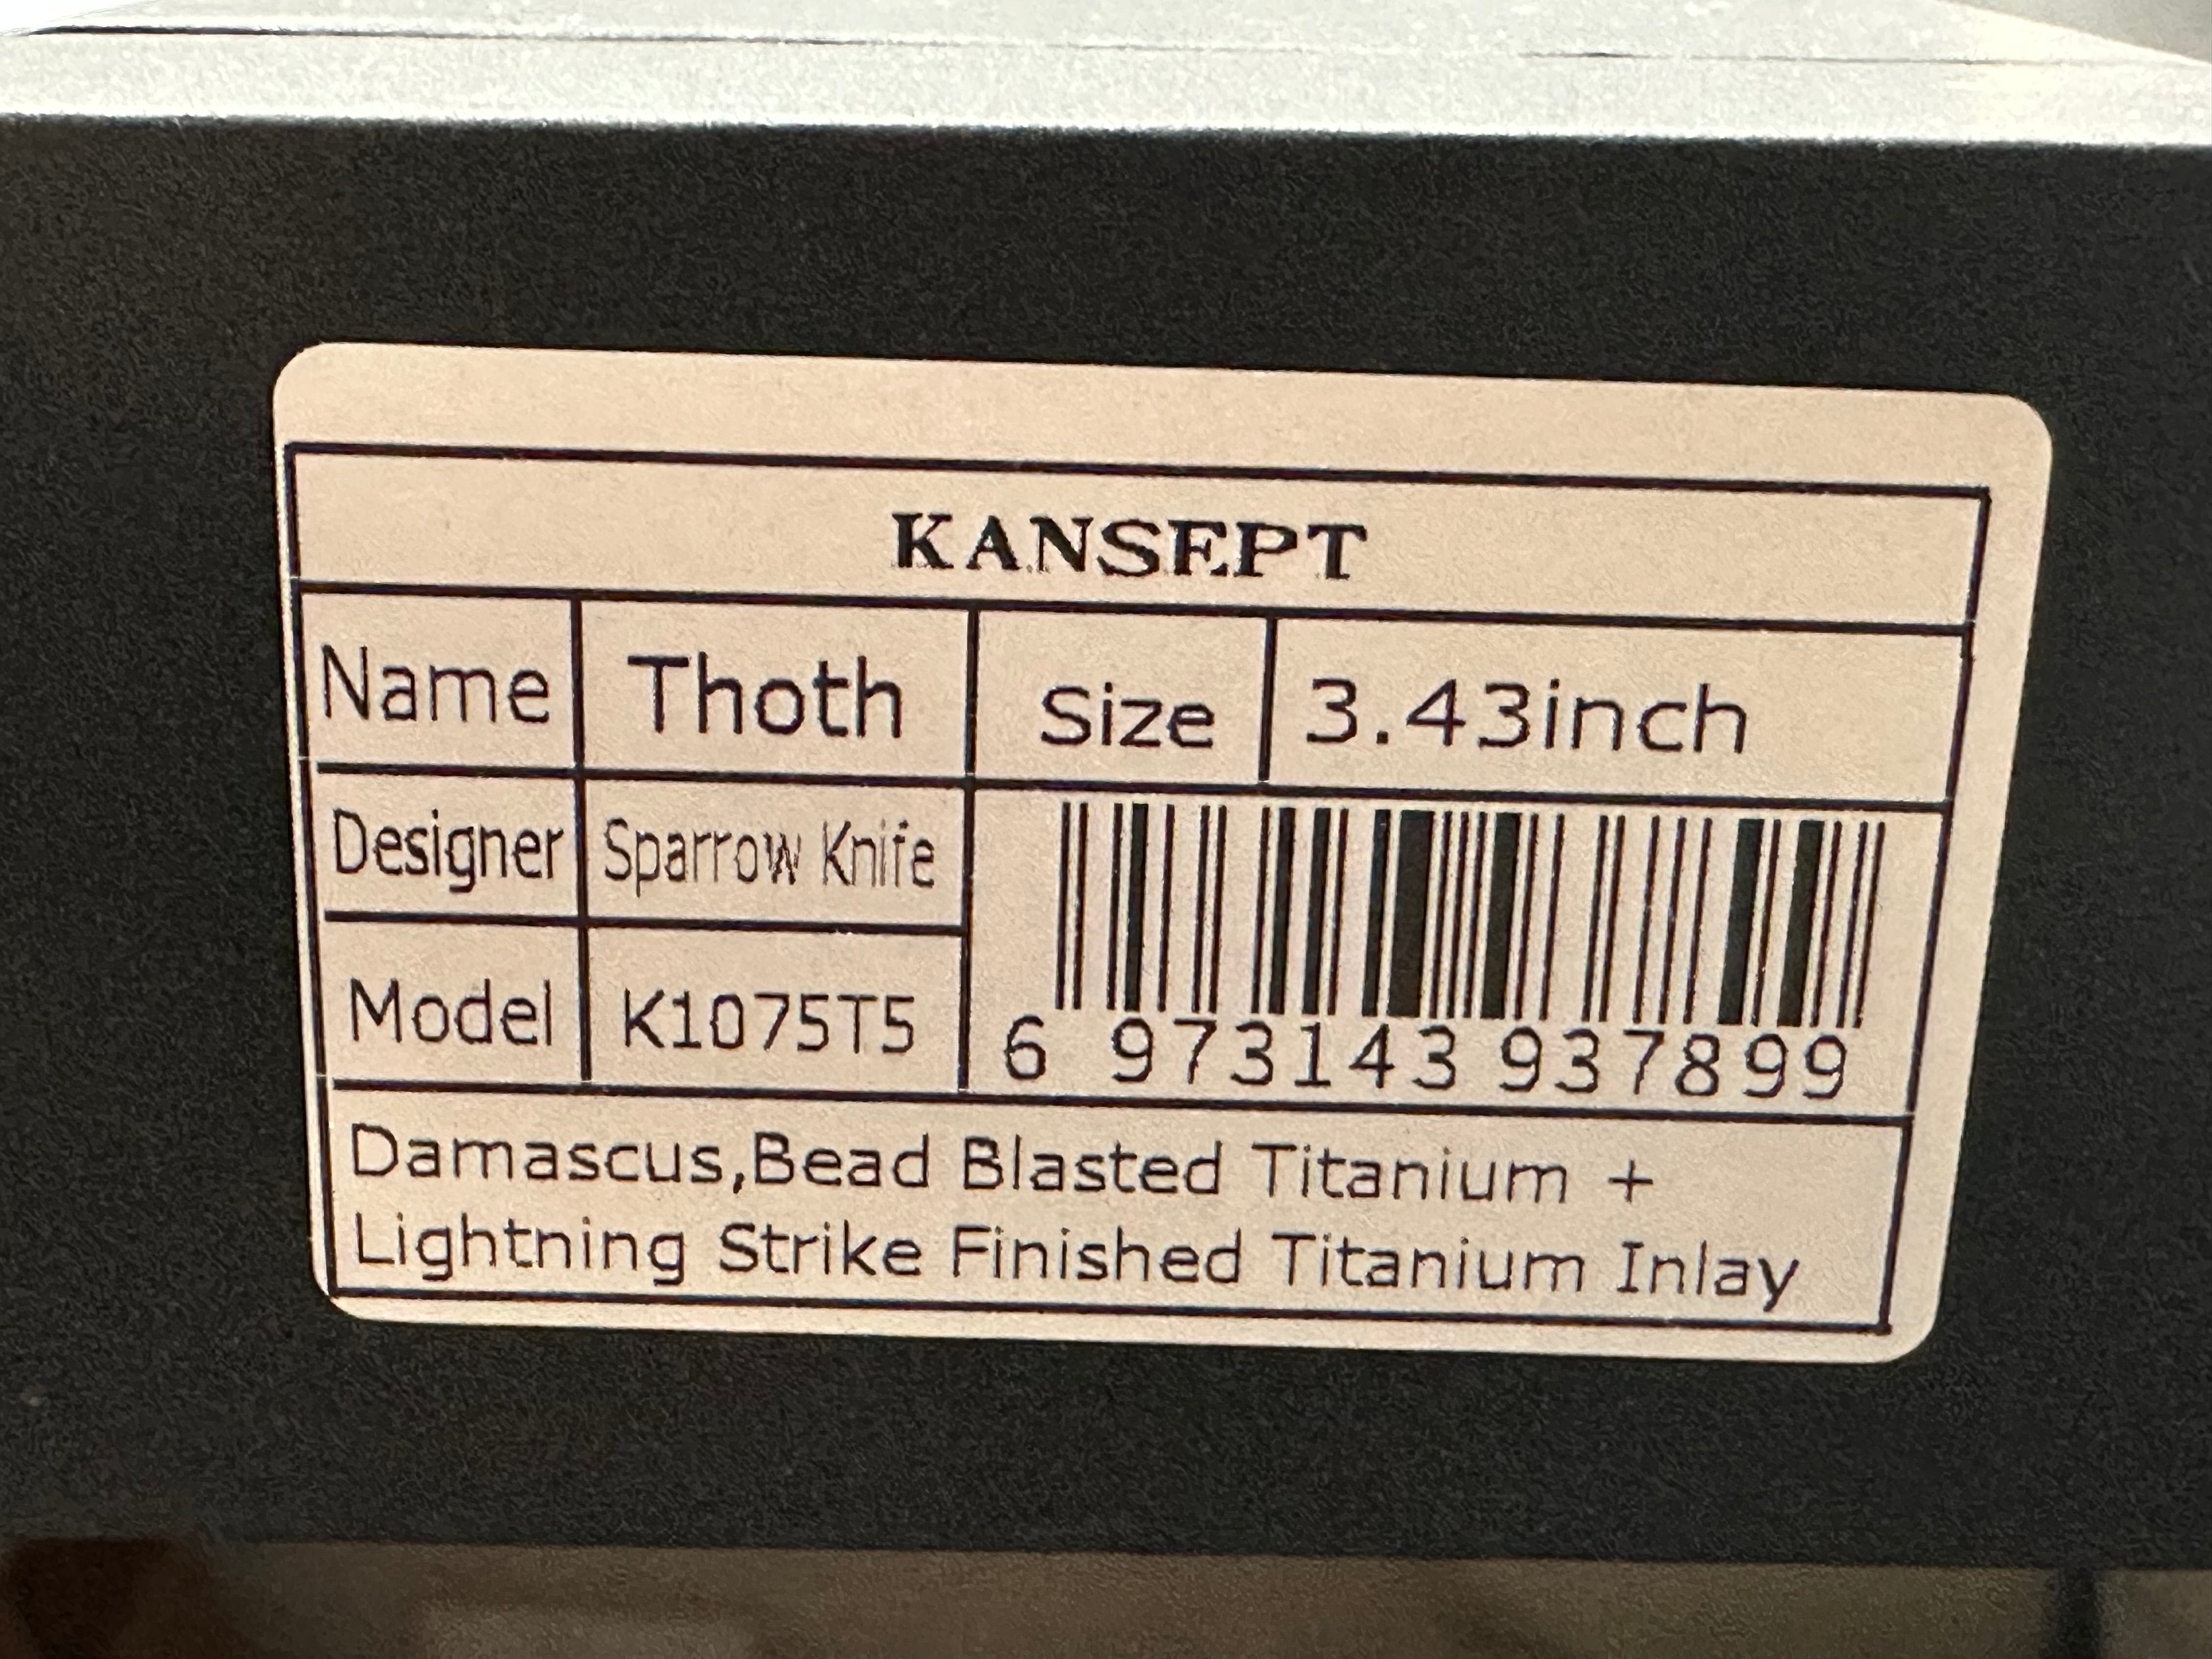 KANSEPT
Name Thoth Size 3.43inch
Designer Sparrow Knife
Model K1075T5
6 973143 937899
Damascus,Bead Blasted Titanium +
Lightning Strike Finished Titanium Inlay